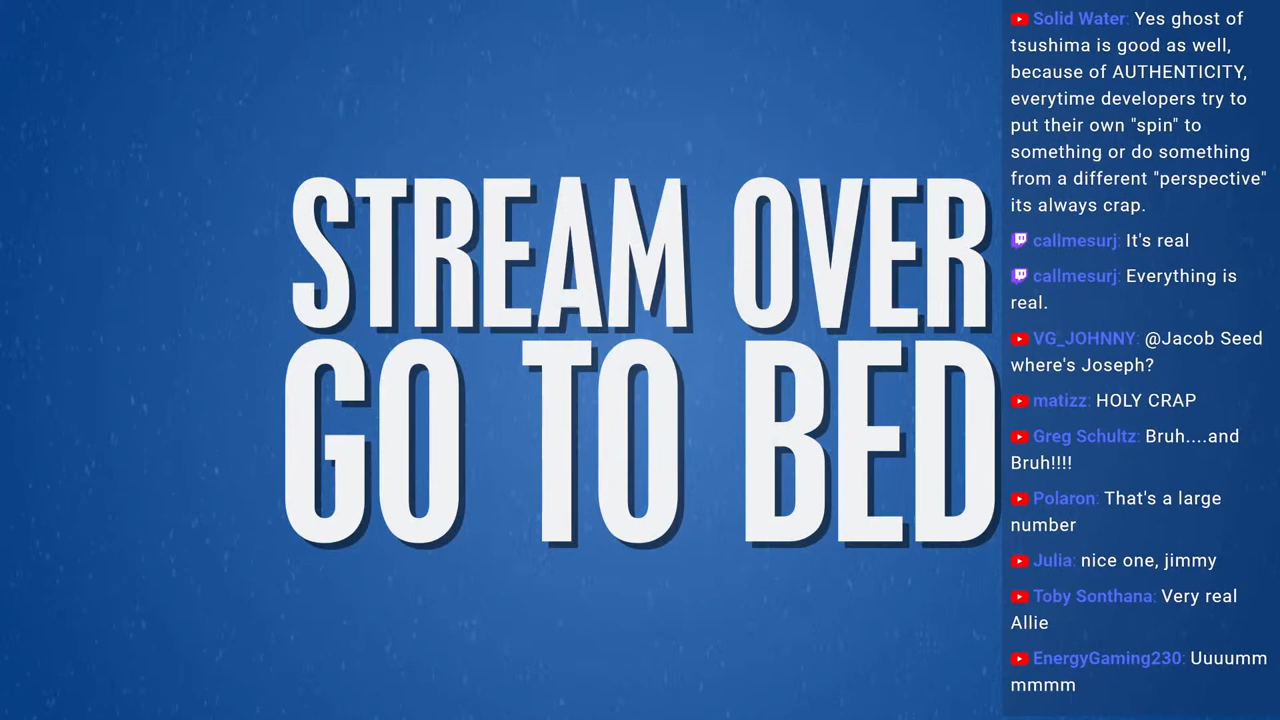 STREAM OVER
GO TO BED
Solid Water: Yes ghost of
tsushima is good as well,
because of AUTHENTICITY,
everytime developers try to
put their own "spin" to
something or do something
from a different "perspective"
its always crap.
callmesurj: It's real
callmesurj: Everything is
real.
VG_JOHNNY: @Jacob Seed
where's Joseph?
matizz: HOLY CRAP
Greg Schultz: Bruh....and
Bruh!!!!
Polaron: That's a large
number
Julia: nice one, jimmy
Toby Sonthana: Very real
Allie
EnergyGaming230: Uuuumm
mmmm